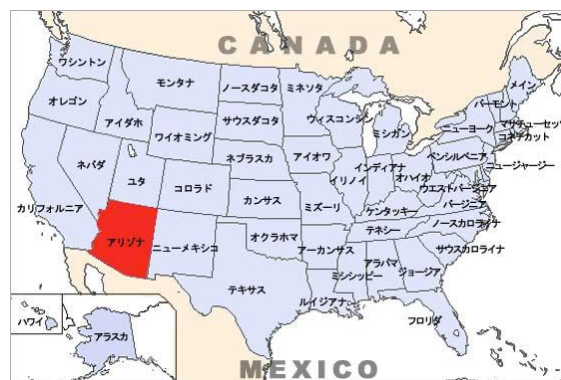 CANADA
ワシントン
モンタナ
ノースダコタ
ミネソタ
メイン
オレゴン
アイダホ
サウスダコタ
ウィスコンシン
バーモント
ワイオミング
ミシガン
ニューヨーク
マサチューセッツ
コネチカット
ネバダ
ユタ
コロラド
ネブラスカ
アイオワ
イリノイ
インディアナ
オハイオ
ペンシルベニア
ニュージャージー
ウエストバージニア
カリフォルニア
カンザス
ミズーリ
ケンタッキー
バージニア
アリゾナ
ニューメキシコ
オクラホマ
アーカンザス
テネシー
ノースカロライナ
サウスカロライナ
テキサス
ルイジアナ
ミシシッピー
アラバマ
ジョージア
フロリダ
ハワイ
アラスカ
MEXICO